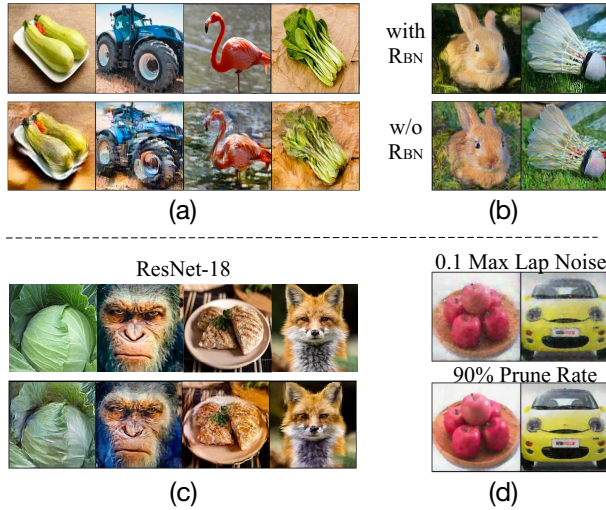 with
RBN
w/o
RBN
(a)
(b)
ResNet-18
0.1 Max Lap Noise
90% Prune Rate
(c)
(d)